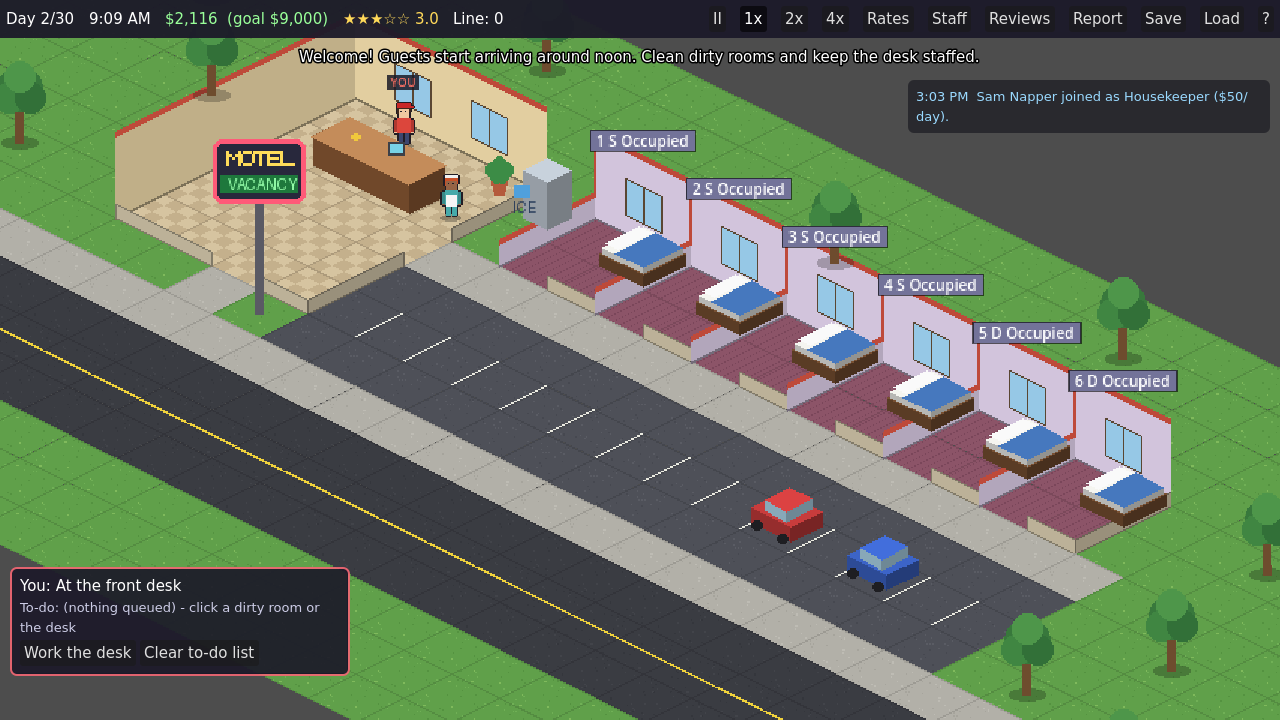 Day 2/30 9:09 AM $2,116 (goal $9,000) ★★★☆☆ 3.0 Line: 0 II 1x 2x 4x Rates Staff Reviews Report Save Load ?
Welcome! Guests start arriving around noon. Clean dirty rooms and keep the desk staffed.
3:03 PM Sam Napper joined as Housekeeper ($50/
day).
YOU
MOTEL
VACANCY
ICE
1 S Occupied
2 S Occupied
3 S Occupied
4 S Occupied
5 D Occupied
6 D Occupied
You: At the front desk
To-do: (nothing queued) - click a dirty room or
the desk
Work the desk Clear to-do list